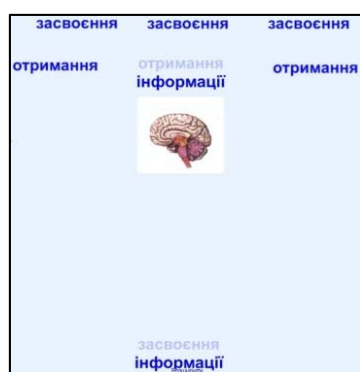 засвоєння засвоєння засвоєння
отримання отримання отримання
інформації
засвоєння
інформації